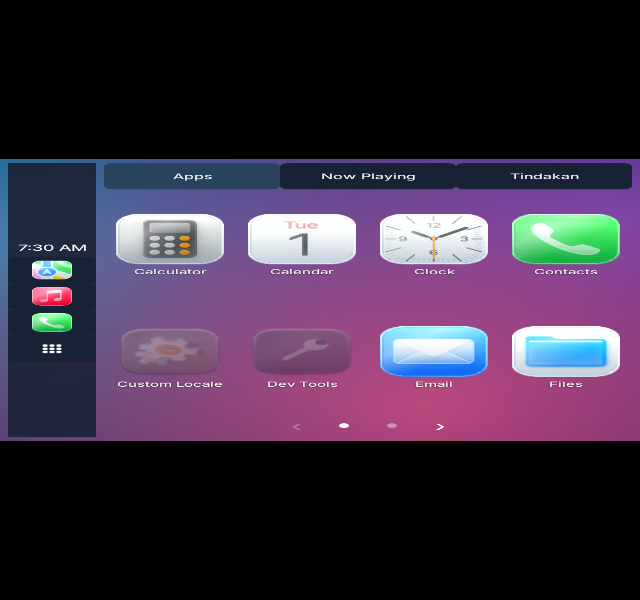 Apps
Now Playing
Tindakan
7:30 AM
Tue
1
12
3
6
9
Calculator
Calendar
Clock
Contacts
Custom Locale
Dev Tools
Email
Files